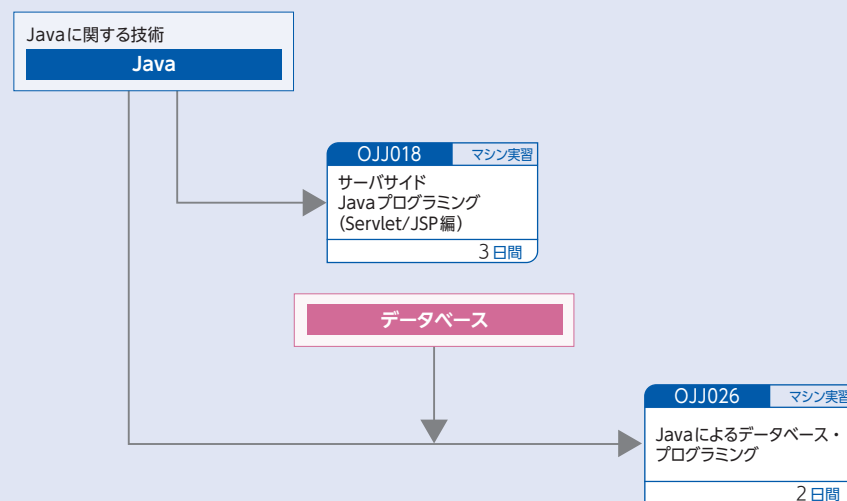 Javaに関する技術
Java
OJJ018
マシン実習
サーバサイド
Javaプログラミング
(Servlet/JSP編)
3日間
データベース
OJJ026
マシン実習
Javaによるデータベース・
プログラミング
2日間